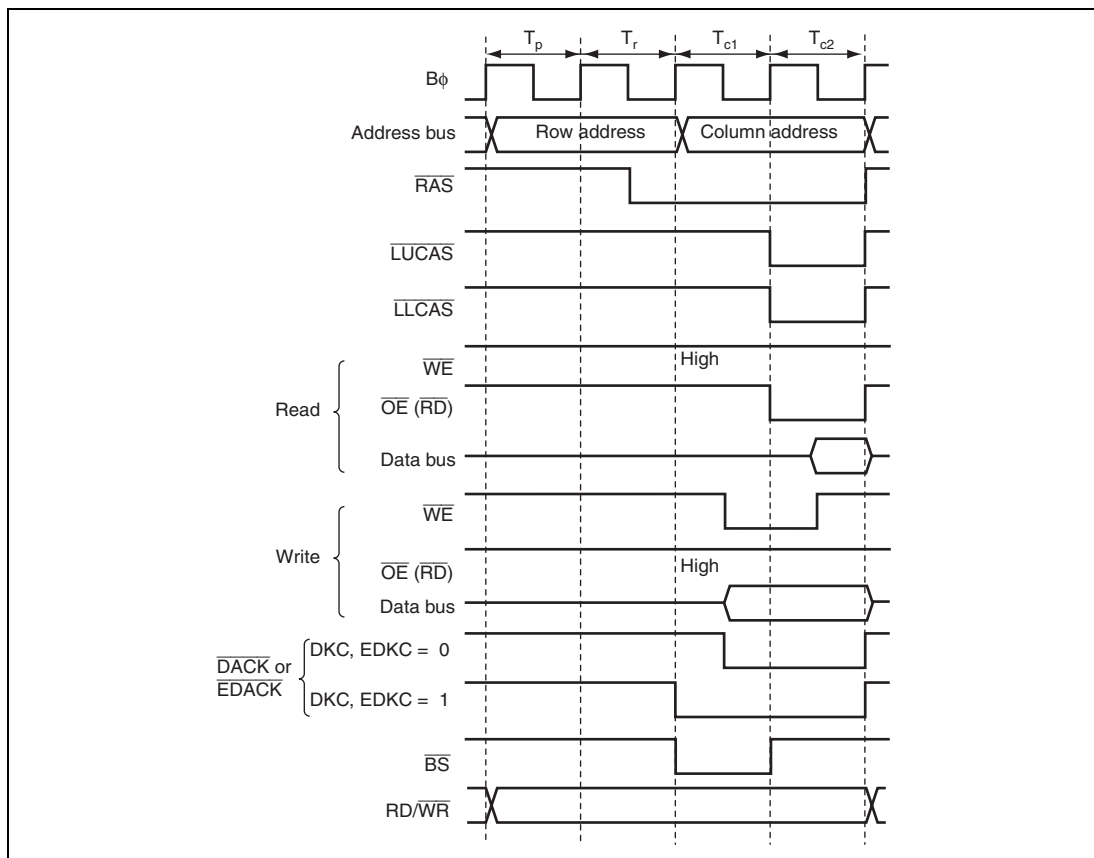 Tp Tr Tc1 Tc2
Bϕ
Address bus Row address Column address
RAS
LUCAS
LLCAS
WE High
Read
OE (RD)
Data bus
WE
Write
OE (RD) High
Data bus
DACK or
EDACK
DKC, EDKC = 0
DKC, EDKC = 1
BS
RD/WR